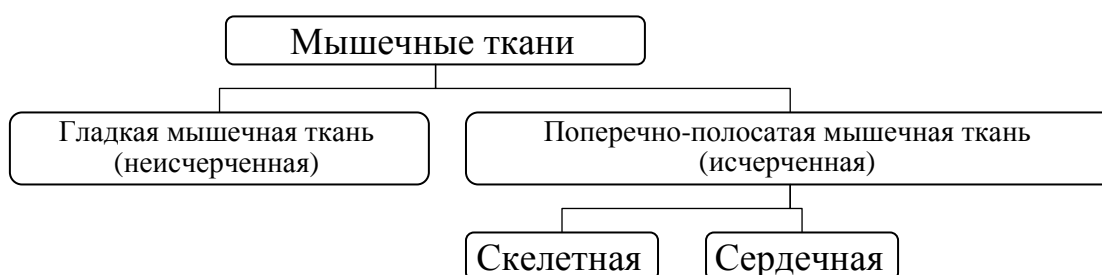 Мышечные ткани
Гладкая мышечная ткань
(неисчерченная)
Поперечно-полосатая мышечная ткань
(исчерченная)
Скелетная
Сердечная